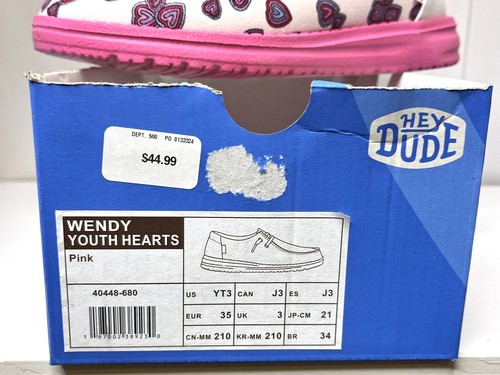 DEPT. 560 PO 0133324
$44.99
HEY
DUDE
WENDY
YOUTH HEARTS
Pink
40448-680
US YT3 CAN J3 ES J3
EUR 35 UK 3 JP-CM 21
CN-MM 210 KR-MM 210 BR 34